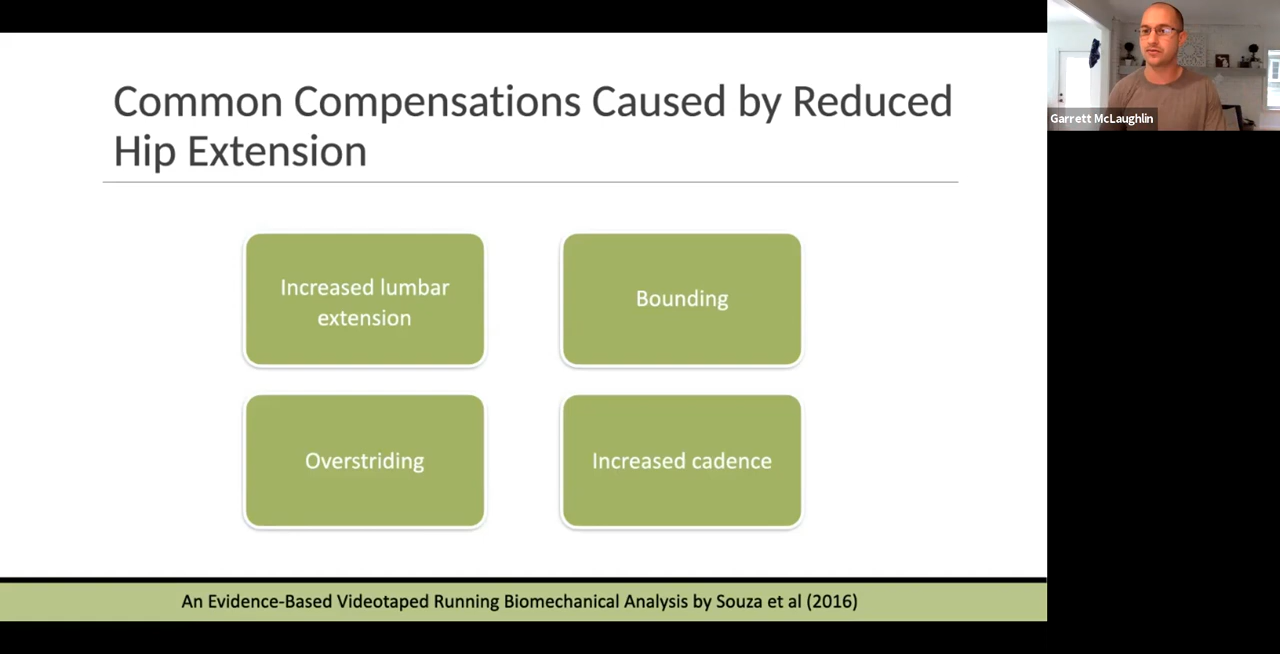 Common Compensations Caused by Reduced
Hip Extension
Increased lumbar
extension
Bounding
Overstriding
Increased cadence
An Evidence-Based Videotaped Running Biomechanical Analysis by Souza et al (2016)
Garrett McLaughlin